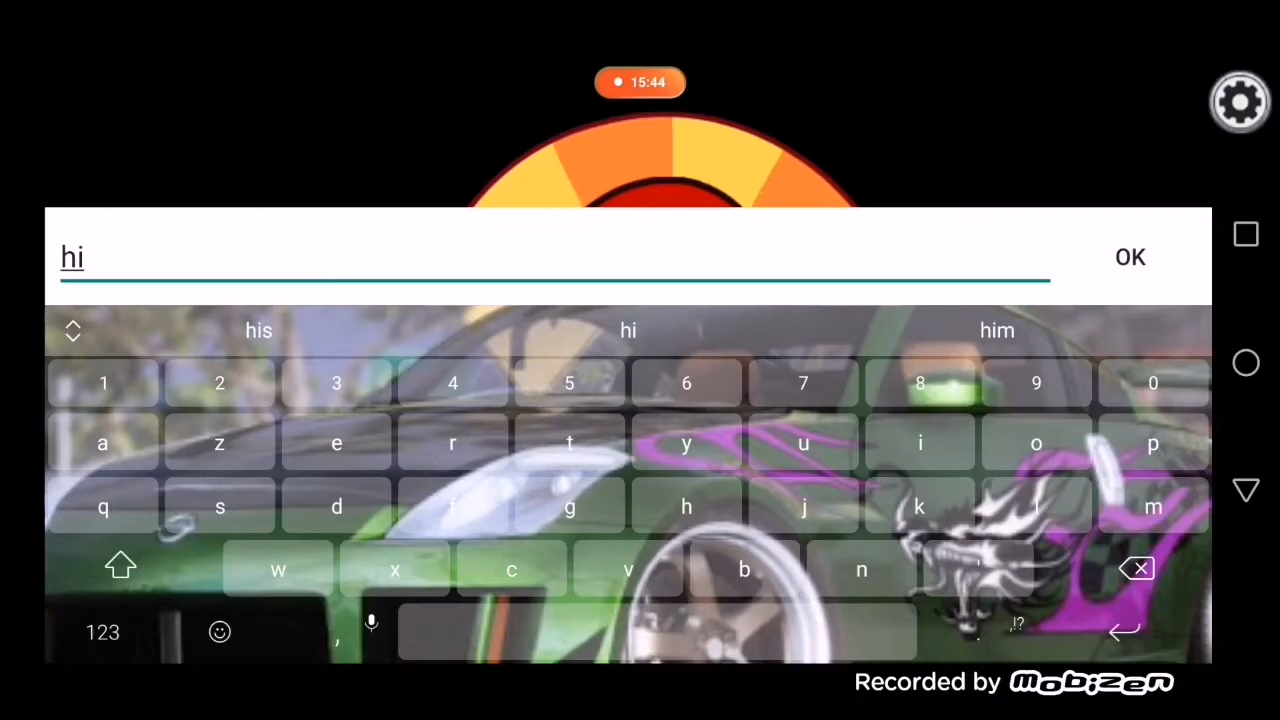 15:44
hi
OK
his hi him
1 2 3 4 5 6 7 8 9 0
a z e r t y u i o p
q s d f g h j k l m
w x c v b n '
123 , . ,!?
Recorded by mobizen